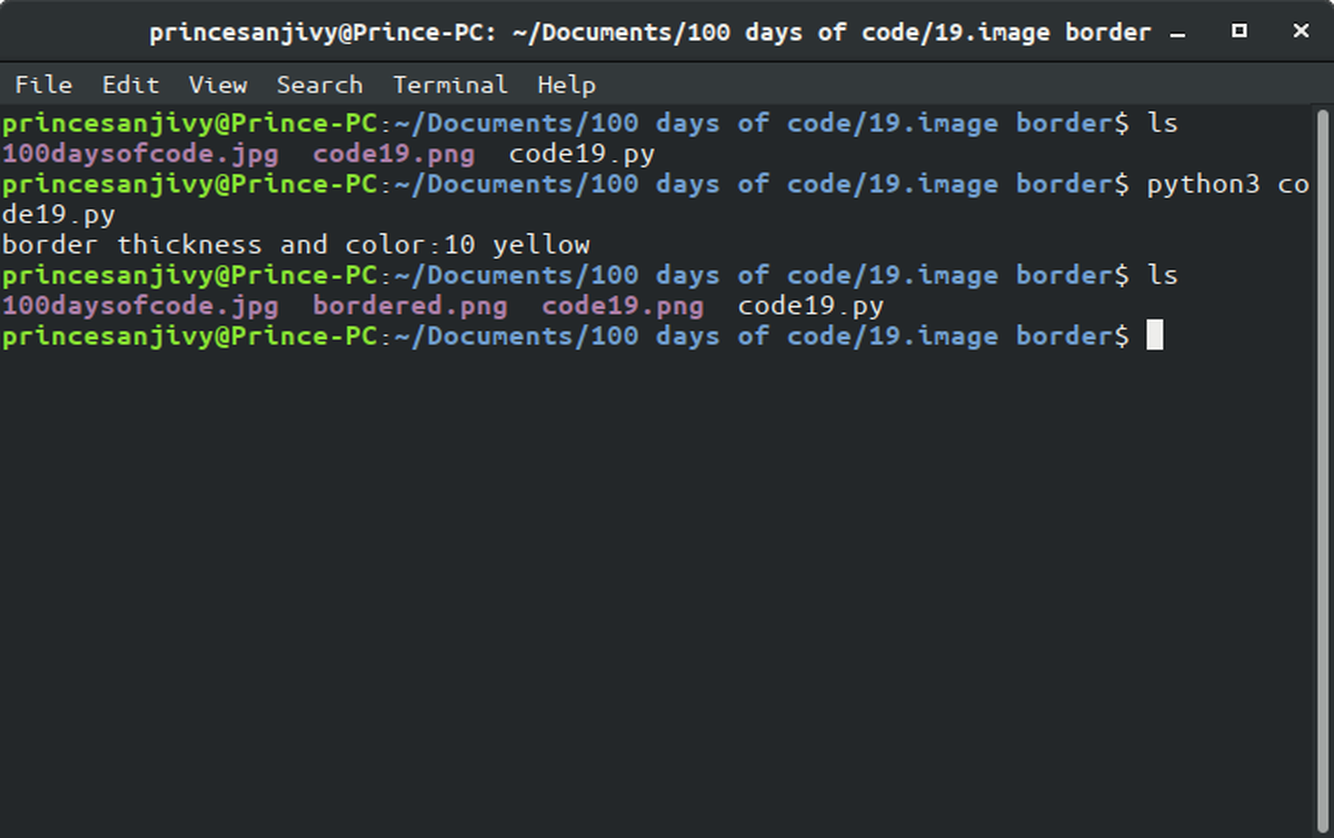 princesanjivy@Prince-PC: ~/Documents/100 days of code/19.image border
File Edit View Search Terminal Help
princesanjivy@Prince-PC:~/Documents/100 days of code/19.image border$ ls
100daysofcode.jpg  code19.png  code19.py
princesanjivy@Prince-PC:~/Documents/100 days of code/19.image border$ python3 co
de19.py
border thickness and color:10 yellow
princesanjivy@Prince-PC:~/Documents/100 days of code/19.image border$ ls
100daysofcode.jpg  bordered.png  code19.png  code19.py
princesanjivy@Prince-PC:~/Documents/100 days of code/19.image border$